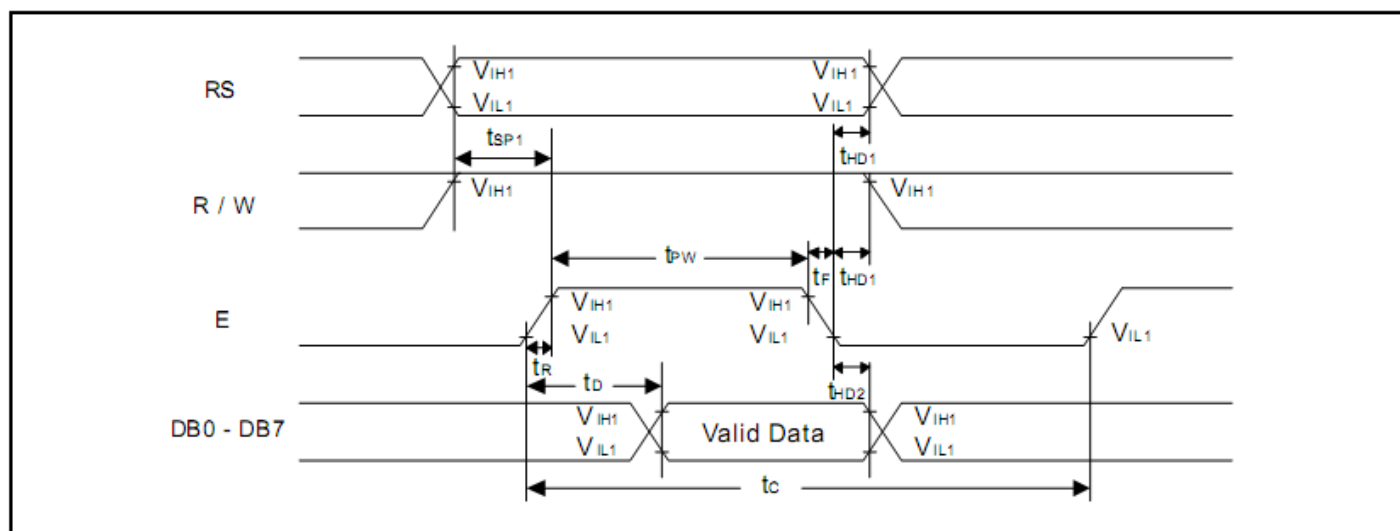 RS VIH1 VIH1
VIL1 VIL1
tSP1 tHD1
R / W VIH1 VIH1
tPW tF tHD1
E VIH1 VIH1
VIL1 VIL1 VIL1
tR tD tHD2
DB0 - DB7 VIH1 Valid Data VIH1
VIL1 VIL1
tC